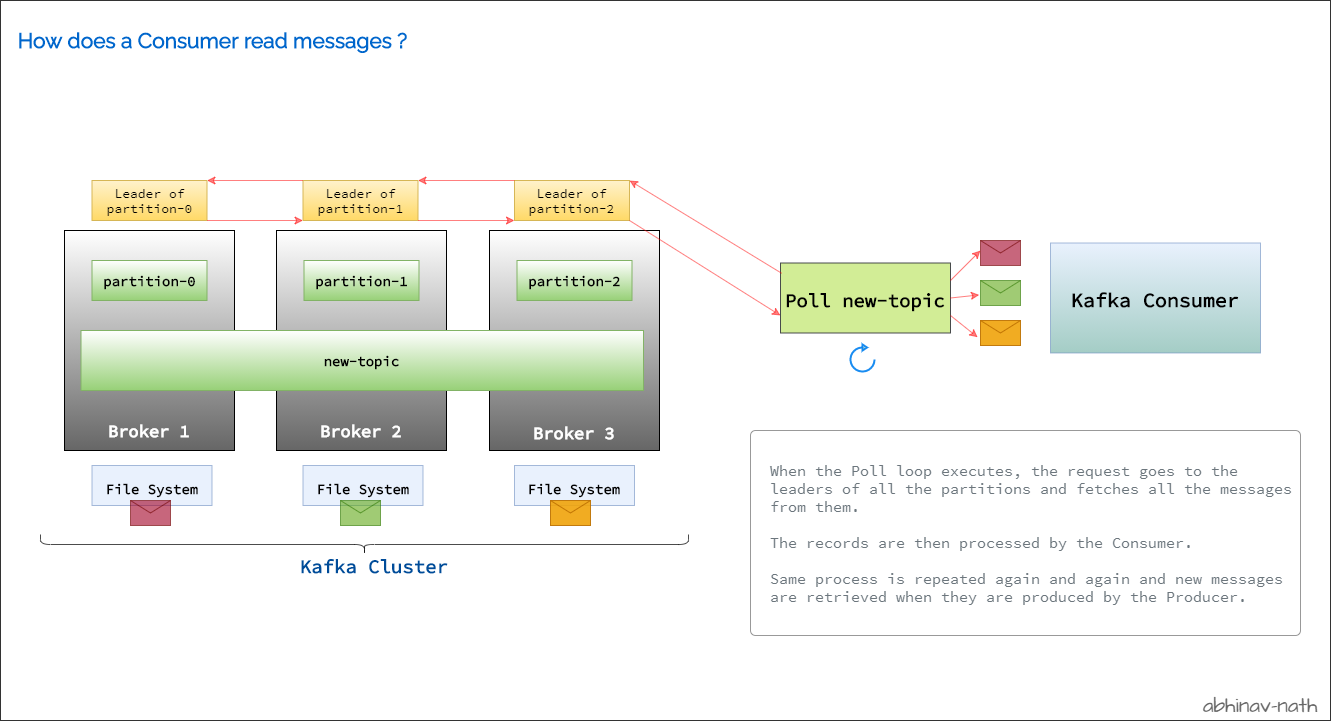 How does a Consumer read messages ?
Leader of
partition-0
Leader of
partition-1
Leader of
partition-2
partition-0
partition-1
partition-2
new-topic
Broker 1
Broker 2
Broker 3
File System
File System
File System
Kafka Cluster
Poll new-topic
Kafka Consumer
When the Poll loop executes, the request goes to the
leaders of all the partitions and fetches all the messages
from them.
The records are then processed by the Consumer.
Same process is repeated again and again and new messages
are retrieved when they are produced by the Producer.
abhinav-nath